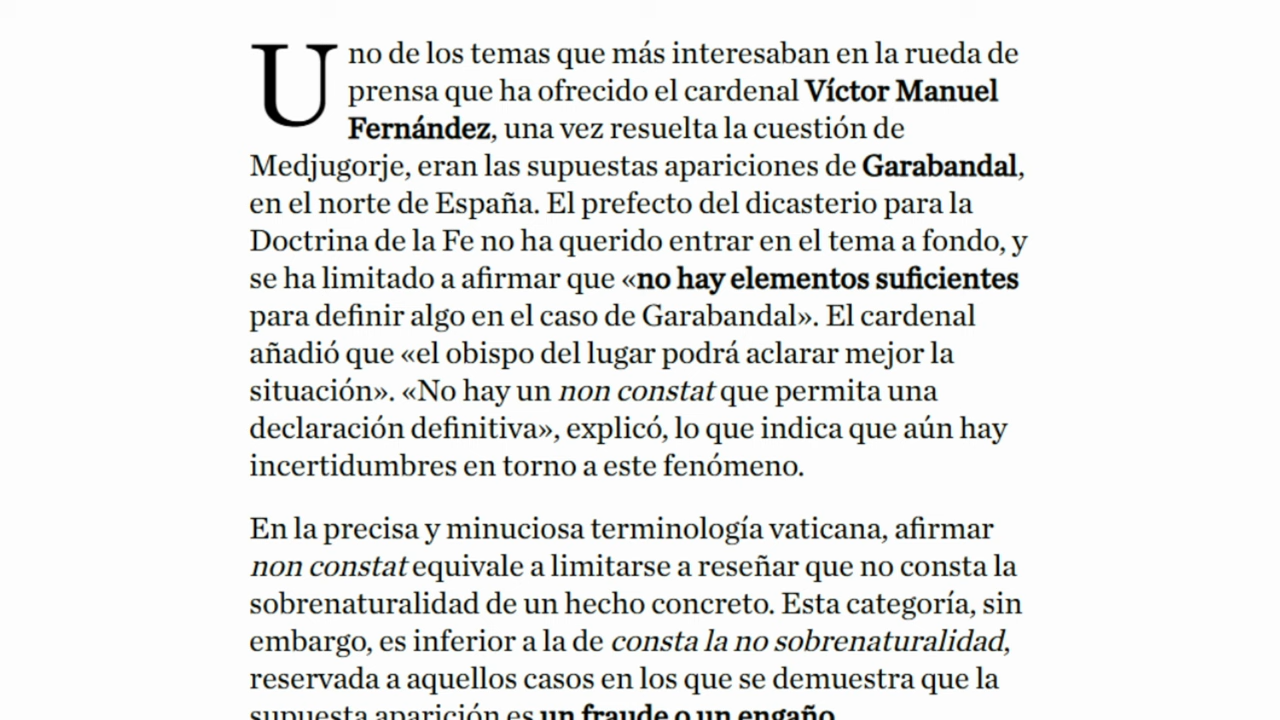 Uno de los temas que más interesaban en la rueda de
prensa que ha ofrecido el cardenal Víctor Manuel
Fernández, una vez resuelta la cuestión de
Medjugorje, eran las supuestas apariciones de Garabandal,
en el norte de España. El prefecto del dicasterio para la
Doctrina de la Fe no ha querido entrar en el tema a fondo, y
se ha limitado a afirmar que «no hay elementos suficientes
para definir algo en el caso de Garabandal». El cardenal
añadió que «el obispo del lugar podrá aclarar mejor la
situación». «No hay un non constat que permita una
declaración definitiva», explicó, lo que indica que aún hay
incertidumbres en torno a este fenómeno.
En la precisa y minuciosa terminología vaticana, afirmar
non constat equivale a limitarse a reseñar que no consta la
sobrenaturalidad de un hecho concreto. Esta categoría, sin
embargo, es inferior a la de consta la no sobrenaturalidad,
reservada a aquellos casos en los que se demuestra que la
supuesta aparición es un fraude o un engaño